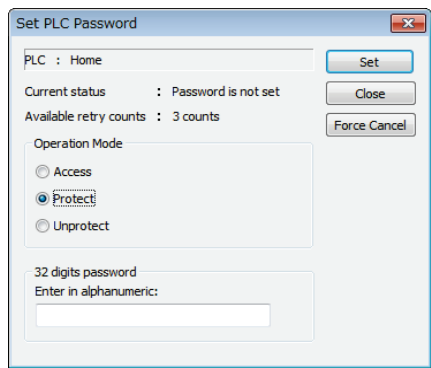 Set PLC Password
PLC : Home
Set
Current status : Password is not set
Close
Available retry counts : 3 counts
Force Cancel
Operation Mode
Access
Protect
Unprotect
32 digits password
Enter in alphanumeric: